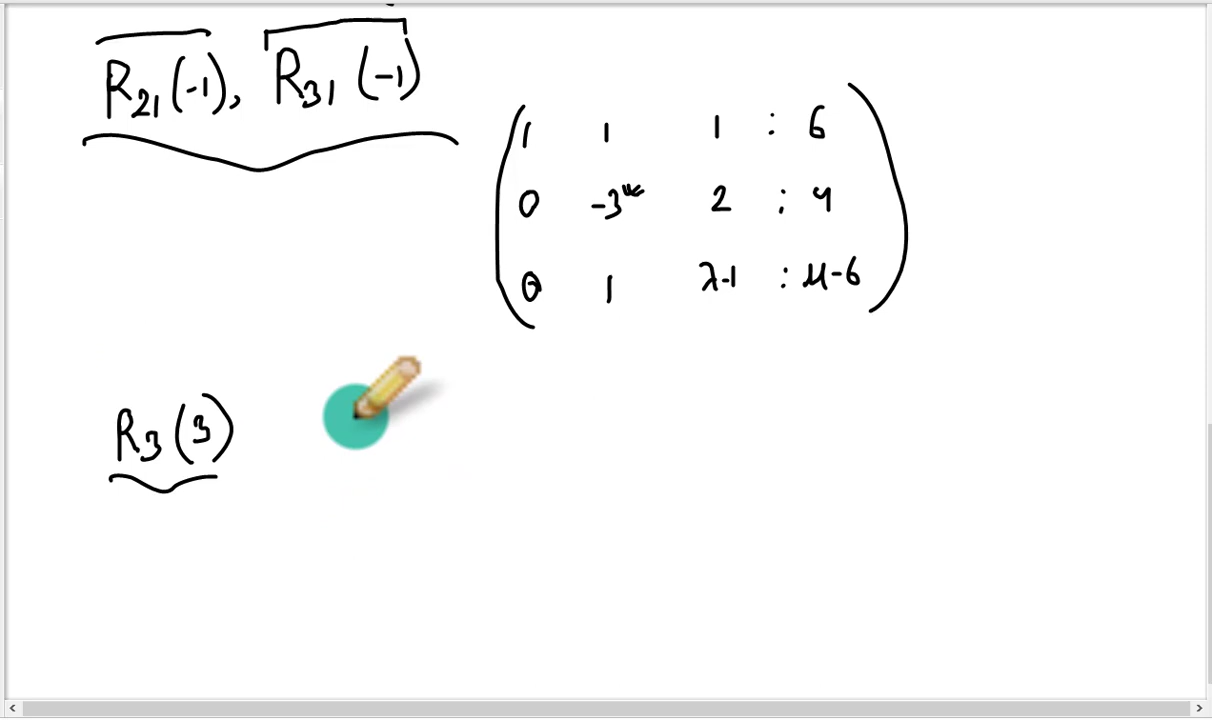 R₂₁(-1), R₃₁(-1)
1 1 1 : 6
0 -3 2 : 4
0 1 λ-1 : μ-6
R₃(3)